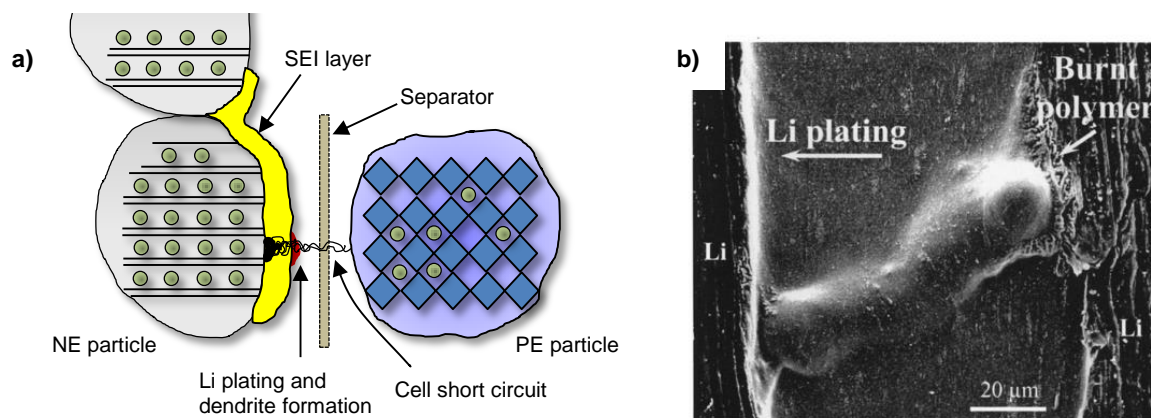 a)
SEI layer
Separator
NE particle
PE particle
Li plating and
dendrite formation
Cell short circuit
b)
Burnt
polymer
Li plating
Li
Li
20 µm